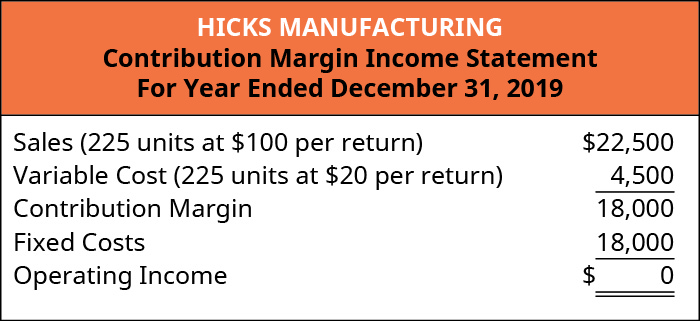 HICKS MANUFACTURING
Contribution Margin Income Statement
For Year Ended December 31, 2019
Sales (225 units at $100 per return) $22,500
Variable Cost (225 units at $20 per return) 4,500
Contribution Margin 18,000
Fixed Costs 18,000
Operating Income $ 0